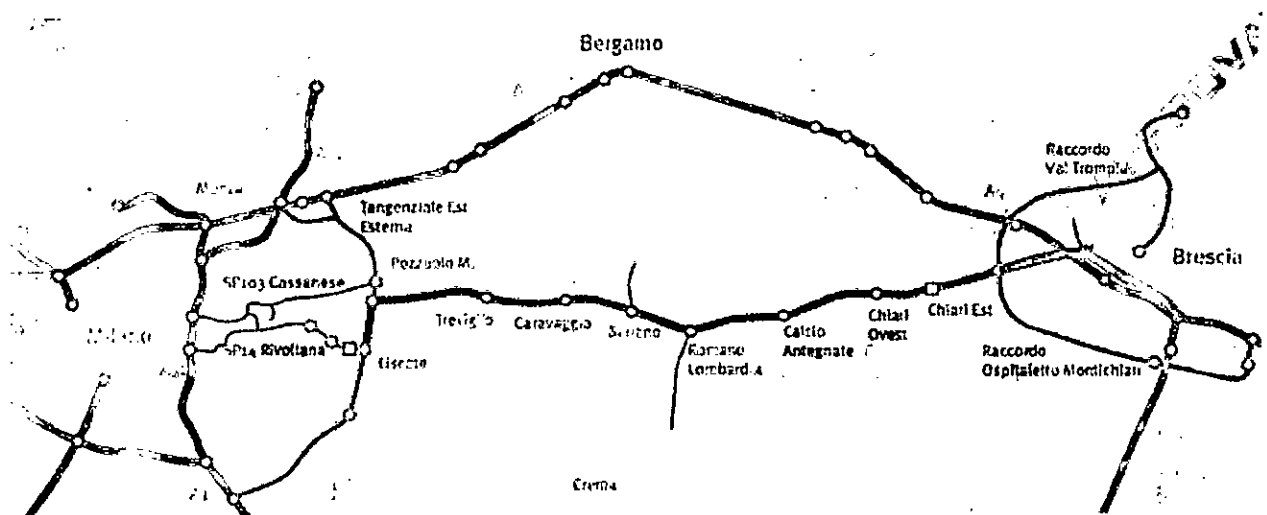 Bergamo
Raccordo
Val Trompia
Tangenziale Est
Esterna
Pozzuolo M.
Brescia
SP103 Cassanese
Treviglio
Caravaggio
Romano
Lombardia
Calcio
Antegnate
Chiari
Ovest
Chiari Est
SP14 Rivoltana
Liscate
Raccordo
Ospitaletto Montichiari
Crema